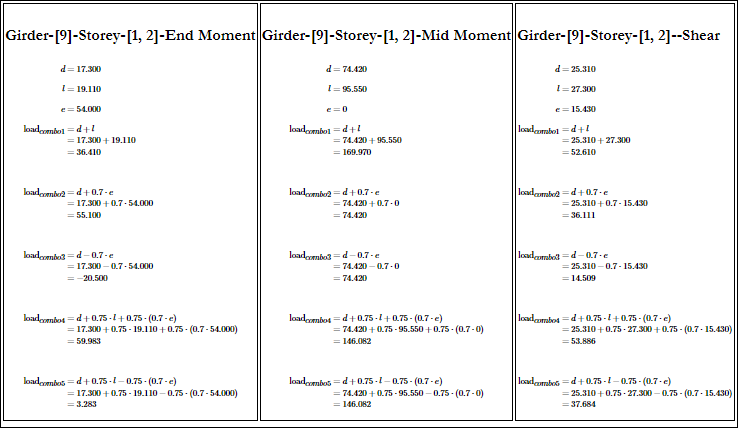 Girder-[9]-Storey-[1, 2]-End Moment
d = 17.300
l = 19.110
e = 54.000
load_combo1 = d + l
= 17.300 + 19.110
= 36.410
load_combo2 = d + 0.7 · e
= 17.300 + 0.7 · 54.000
= 55.100
load_combo3 = d − 0.7 · e
= 17.300 − 0.7 · 54.000
= −20.500
load_combo4 = d + 0.75 · l + 0.75 · (0.7 · e)
= 17.300 + 0.75 · 19.110 + 0.75 · (0.7 · 54.000)
= 59.983
load_combo5 = d + 0.75 · l − 0.75 · (0.7 · e)
= 17.300 + 0.75 · 19.110 − 0.75 · (0.7 · 54.000)
= 3.283
Girder-[9]-Storey-[1, 2]-Mid Moment
d = 74.420
l = 95.550
e = 0
load_combo1 = d + l
= 74.420 + 95.550
= 169.970
load_combo2 = d + 0.7 · e
= 74.420 + 0.7 · 0
= 74.420
load_combo3 = d − 0.7 · e
= 74.420 − 0.7 · 0
= 74.420
load_combo4 = d + 0.75 · l + 0.75 · (0.7 · e)
= 74.420 + 0.75 · 95.550 + 0.75 · (0.7 · 0)
= 146.082
load_combo5 = d + 0.75 · l − 0.75 · (0.7 · e)
= 74.420 + 0.75 · 95.550 − 0.75 · (0.7 · 0)
= 146.082
Girder-[9]-Storey-[1, 2]--Shear
d = 25.310
l = 27.300
e = 15.430
load_combo1 = d + l
= 25.310 + 27.300
= 52.610
load_combo2 = d + 0.7 · e
= 25.310 + 0.7 · 15.430
= 36.111
load_combo3 = d − 0.7 · e
= 25.310 − 0.7 · 15.430
= 14.509
load_combo4 = d + 0.75 · l + 0.75 · (0.7 · e)
= 25.310 + 0.75 · 27.300 + 0.75 · (0.7 · 15.430)
= 53.886
load_combo5 = d + 0.75 · l − 0.75 · (0.7 · e)
= 25.310 + 0.75 · 27.300 − 0.75 · (0.7 · 15.430)
= 37.684